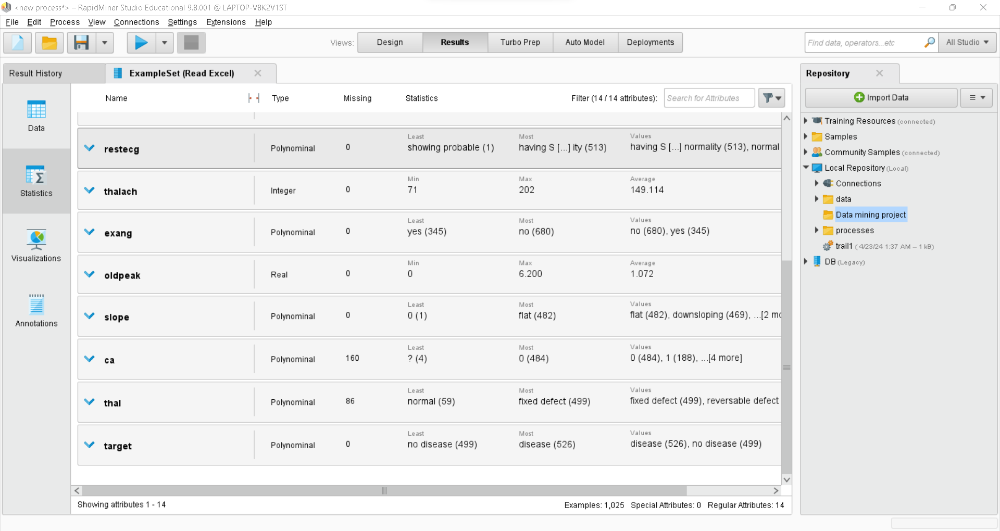 <new process*> – RapidMiner Studio Educational 9.8.001 @ LAPTOP-V8K2V1ST
File Edit Process View Connections Settings Extensions Help
Views: Design Results Turbo Prep Auto Model Deployments
Find data, operators...etc All Studio
Result History ExampleSet (Read Excel)
Data
Statistics
Visualizations
Annotations
Name Type Missing Statistics Filter (14 / 14 attributes): Search for Attributes
Least Most Values
restecg Polynominal 0 showing probable (1) having S [...] ity (513) having S [...] normality (513), normal
Min Max Average
thalach Integer 0 71 202 149.114
Least Most Values
exang Polynominal 0 yes (345) no (680) no (680), yes (345)
Min Max Average
oldpeak Real 0 0 6.200 1.072
Least Most Values
slope Polynominal 0 0 (1) flat (482) flat (482), downsloping (469), ...[2 mo
Least Most Values
ca Polynominal 160 ? (4) 0 (484) 0 (484), 1 (188), ...[4 more]
Least Most Values
thal Polynominal 86 normal (59) fixed defect (499) fixed defect (499), reversable defect
Least Most Values
target Polynominal 0 no disease (499) disease (526) disease (526), no disease (499)
Showing attributes 1 - 14 Examples: 1,025 Special Attributes: 0 Regular Attributes: 14
Repository
Import Data
Training Resources (connected)
Samples
Community Samples (connected)
Local Repository (Local)
Connections
data
Data mining project
processes
trail1 ( 4/23/24 1:37 AM – 1 kB)
DB (Legacy)